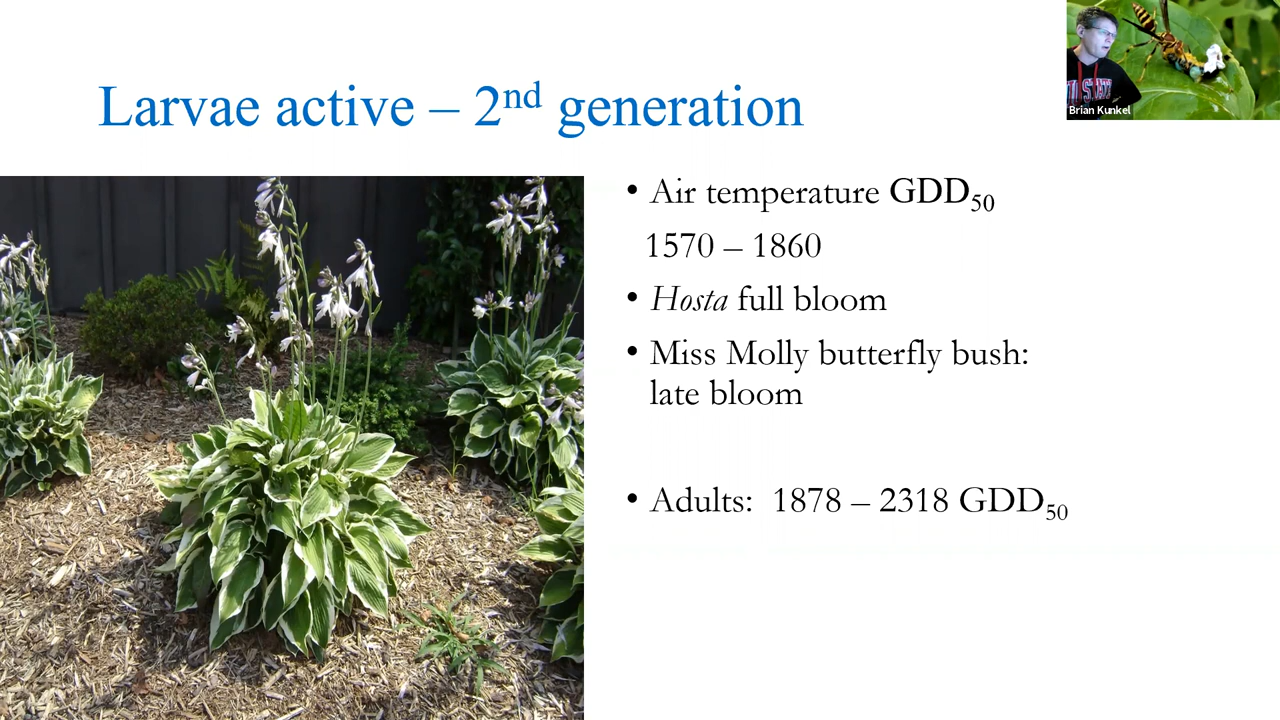 Larvae active – 2nd generation
Brian Kunkel
• Air temperature GDD50
1570 – 1860
• Hosta full bloom
• Miss Molly butterfly bush:
late bloom
• Adults: 1878 – 2318 GDD50